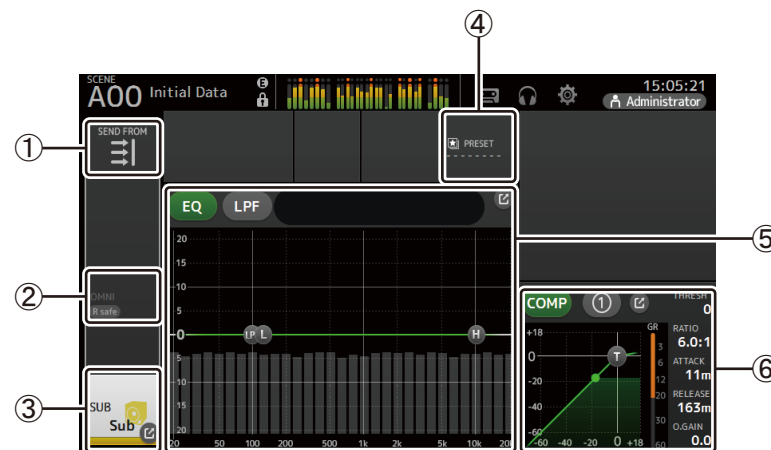 ④
SCENE
A00 Initial Data
E
15:05:21
Administrator
①
SEND FROM
PRESET
EQ
LPF
⑤
20
10
5
0
5
10
15
20
LP
L
H
20 50 100 200 500 1k 2k 5k 10k 20
②
OMNI
R safe
③
SUB
Sub
COMP
①
THRESH
0
RATIO
6.0:1
ATTACK
11m
RELEASE
163m
O.GAIN
0.0
⑥
GR
+18
0
-20
-40
-60
T
3
6
12
20
30
60
-60 -40 -20 0 +18